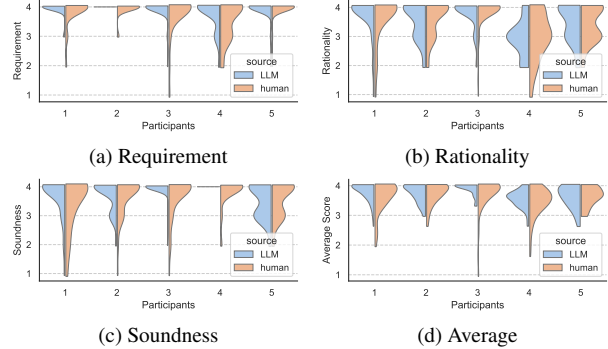 4
3
2
1
Requirement
source
LLM
human
1 2 3 4 5
Participants
(a) Requirement
4
3
2
1
Rationality
source
LLM
human
1 2 3 4 5
Participants
(b) Rationality
4
3
2
1
Soundness
source
LLM
human
1 2 3 4 5
Participants
(c) Soundness
4
3
2
1
Average Score
source
LLM
human
1 2 3 4 5
Participants
(d) Average